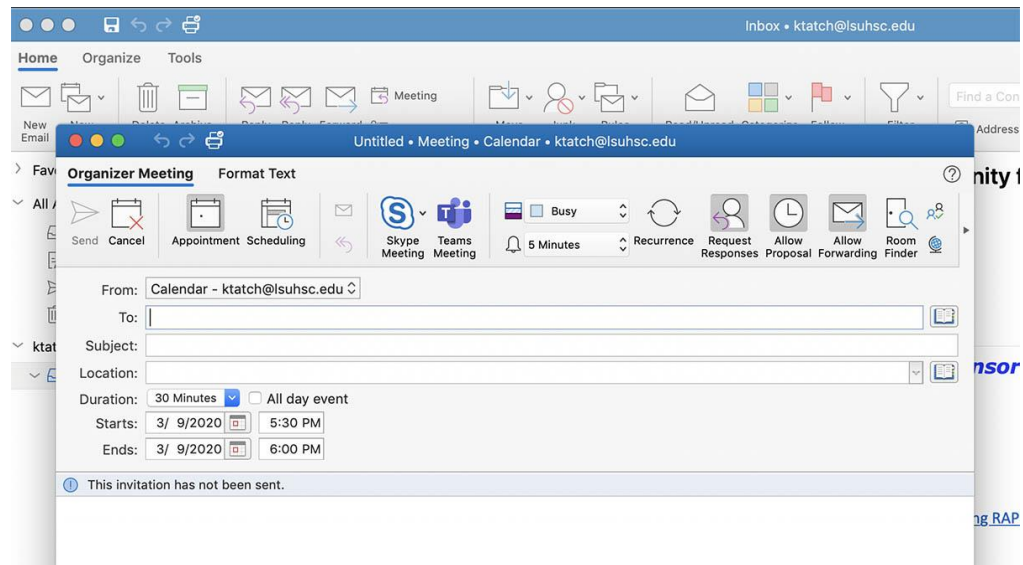 Inbox • ktatch@lsuhsc.edu
Home Organize Tools
Meeting
Find a Con
New
Email
Address
Untitled • Meeting • Calendar • ktatch@lsuhsc.edu
Fav
Organizer Meeting Format Text
nity f
All
Busy
Send Cancel Appointment Scheduling Skype Meeting Teams Meeting
5 Minutes
Recurrence Request Responses Allow Proposal Allow Forwarding Room Finder
From: Calendar - ktatch@lsuhsc.edu
To:
ktat
Subject:
Location:
nsor
Duration: 30 Minutes All day event
Starts: 3/ 9/2020 5:30 PM
Ends: 3/ 9/2020 6:00 PM
This invitation has not been sent.
ng RAP